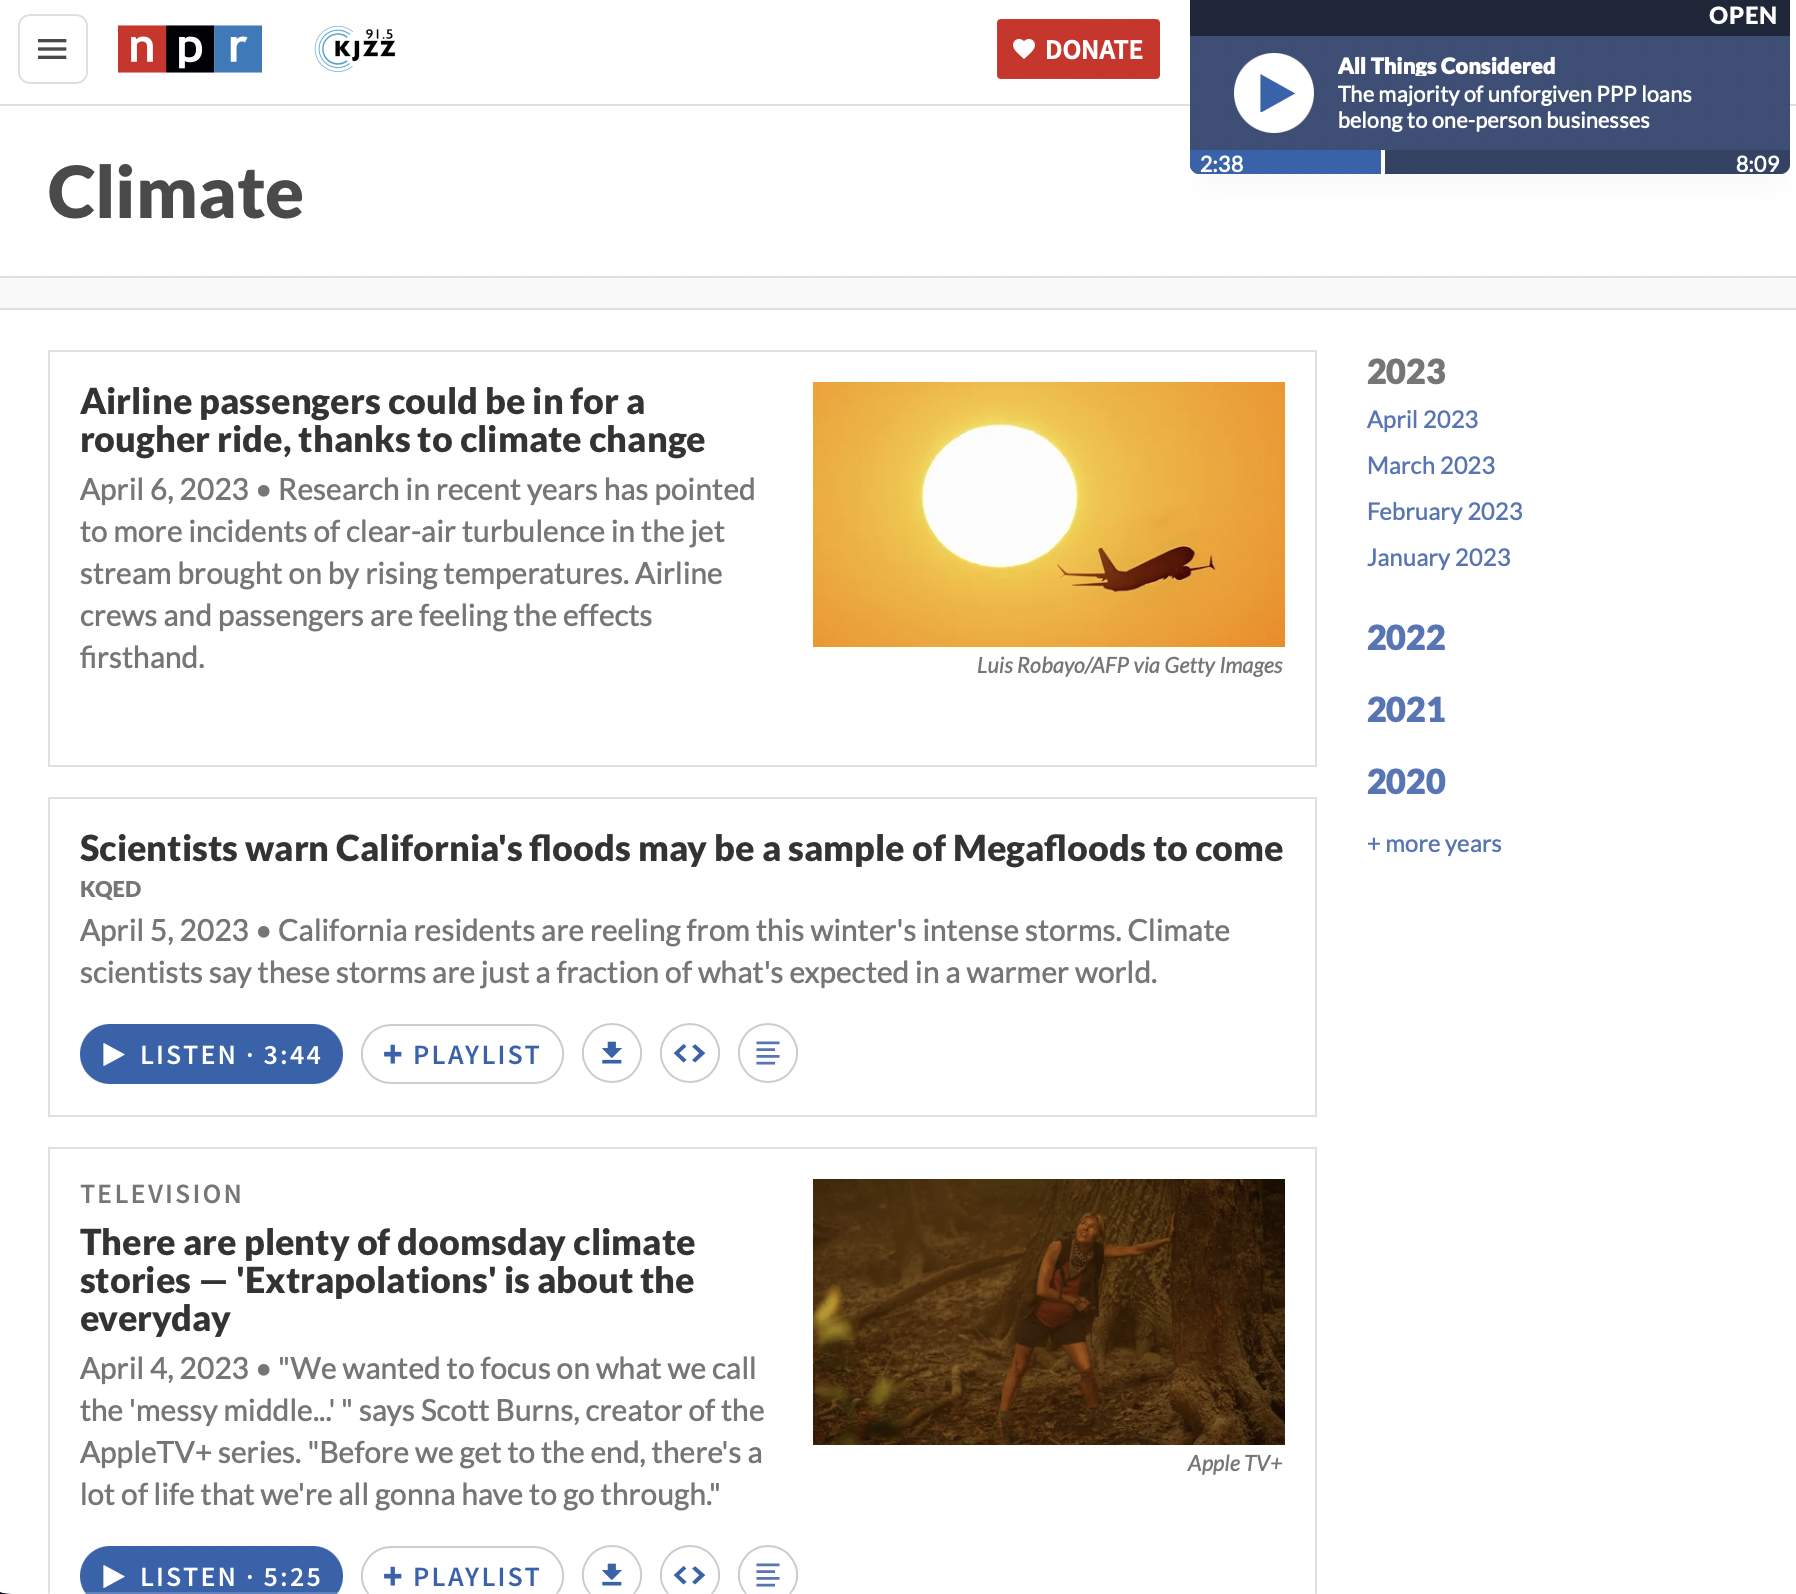 npr
91.5
KJZZ
DONATE
OPEN
All Things Considered
The majority of unforgiven PPP loans
belong to one-person businesses
2:38
8:09
Climate
Airline passengers could be in for a
rougher ride, thanks to climate change
April 6, 2023 • Research in recent years has pointed
to more incidents of clear-air turbulence in the jet
stream brought on by rising temperatures. Airline
crews and passengers are feeling the effects
firsthand.
Luis Robayo/AFP via Getty Images
Scientists warn California's floods may be a sample of Megafloods to come
KQED
April 5, 2023 • California residents are reeling from this winter's intense storms. Climate
scientists say these storms are just a fraction of what's expected in a warmer world.
LISTEN · 3:44
+ PLAYLIST
TELEVISION
There are plenty of doomsday climate
stories — 'Extrapolations' is about the
everyday
April 4, 2023 • "We wanted to focus on what we call
the 'messy middle...' " says Scott Burns, creator of the
AppleTV+ series. "Before we get to the end, there's a
lot of life that we're all gonna have to go through."
Apple TV+
LISTEN · 5:25
+ PLAYLIST
2023
April 2023
March 2023
February 2023
January 2023
2022
2021
2020
+ more years